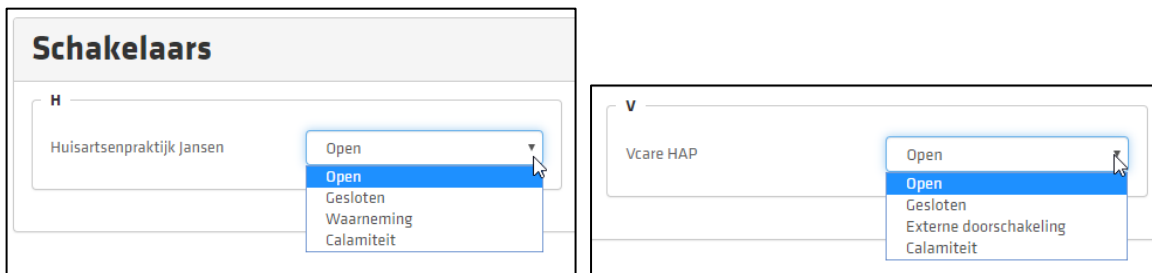 Schakelaars
H
Huisartsenpraktijk Jansen
Open
Open
Gesloten
Waarneming
Calamiteit
V
Vcare HAP
Open
Open
Gesloten
Externe doorschakeling
Calamiteit